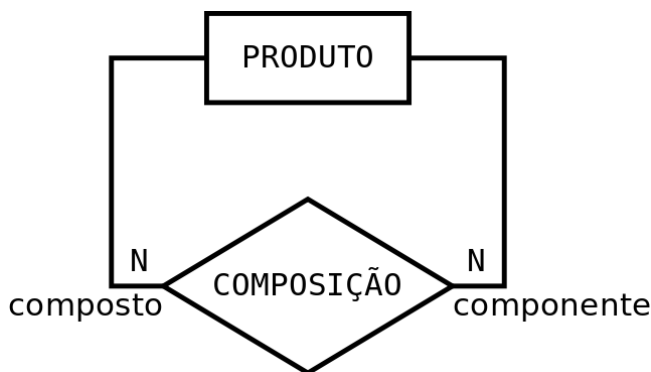 PRODUTO
N
N
COMPOSIÇÃO
composto
componente